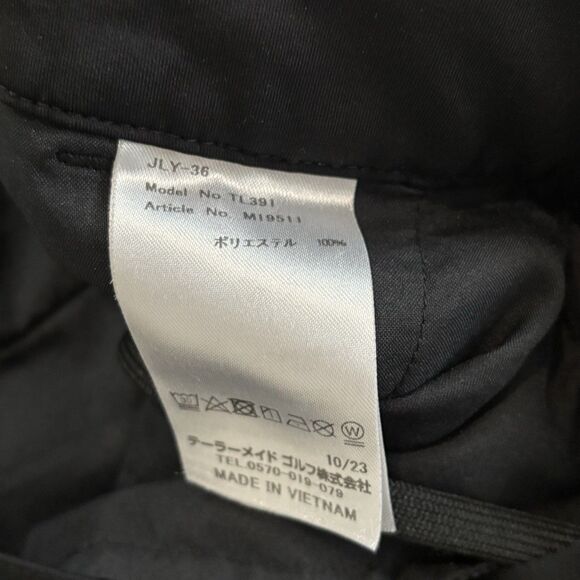 JLY-36
Model No TL391
Article No. M19511
ポリエステル 100%
W
テーラーメイド ゴルフ株式会社 10/23
TEL.0570-019-079
MADE IN VIETNAM